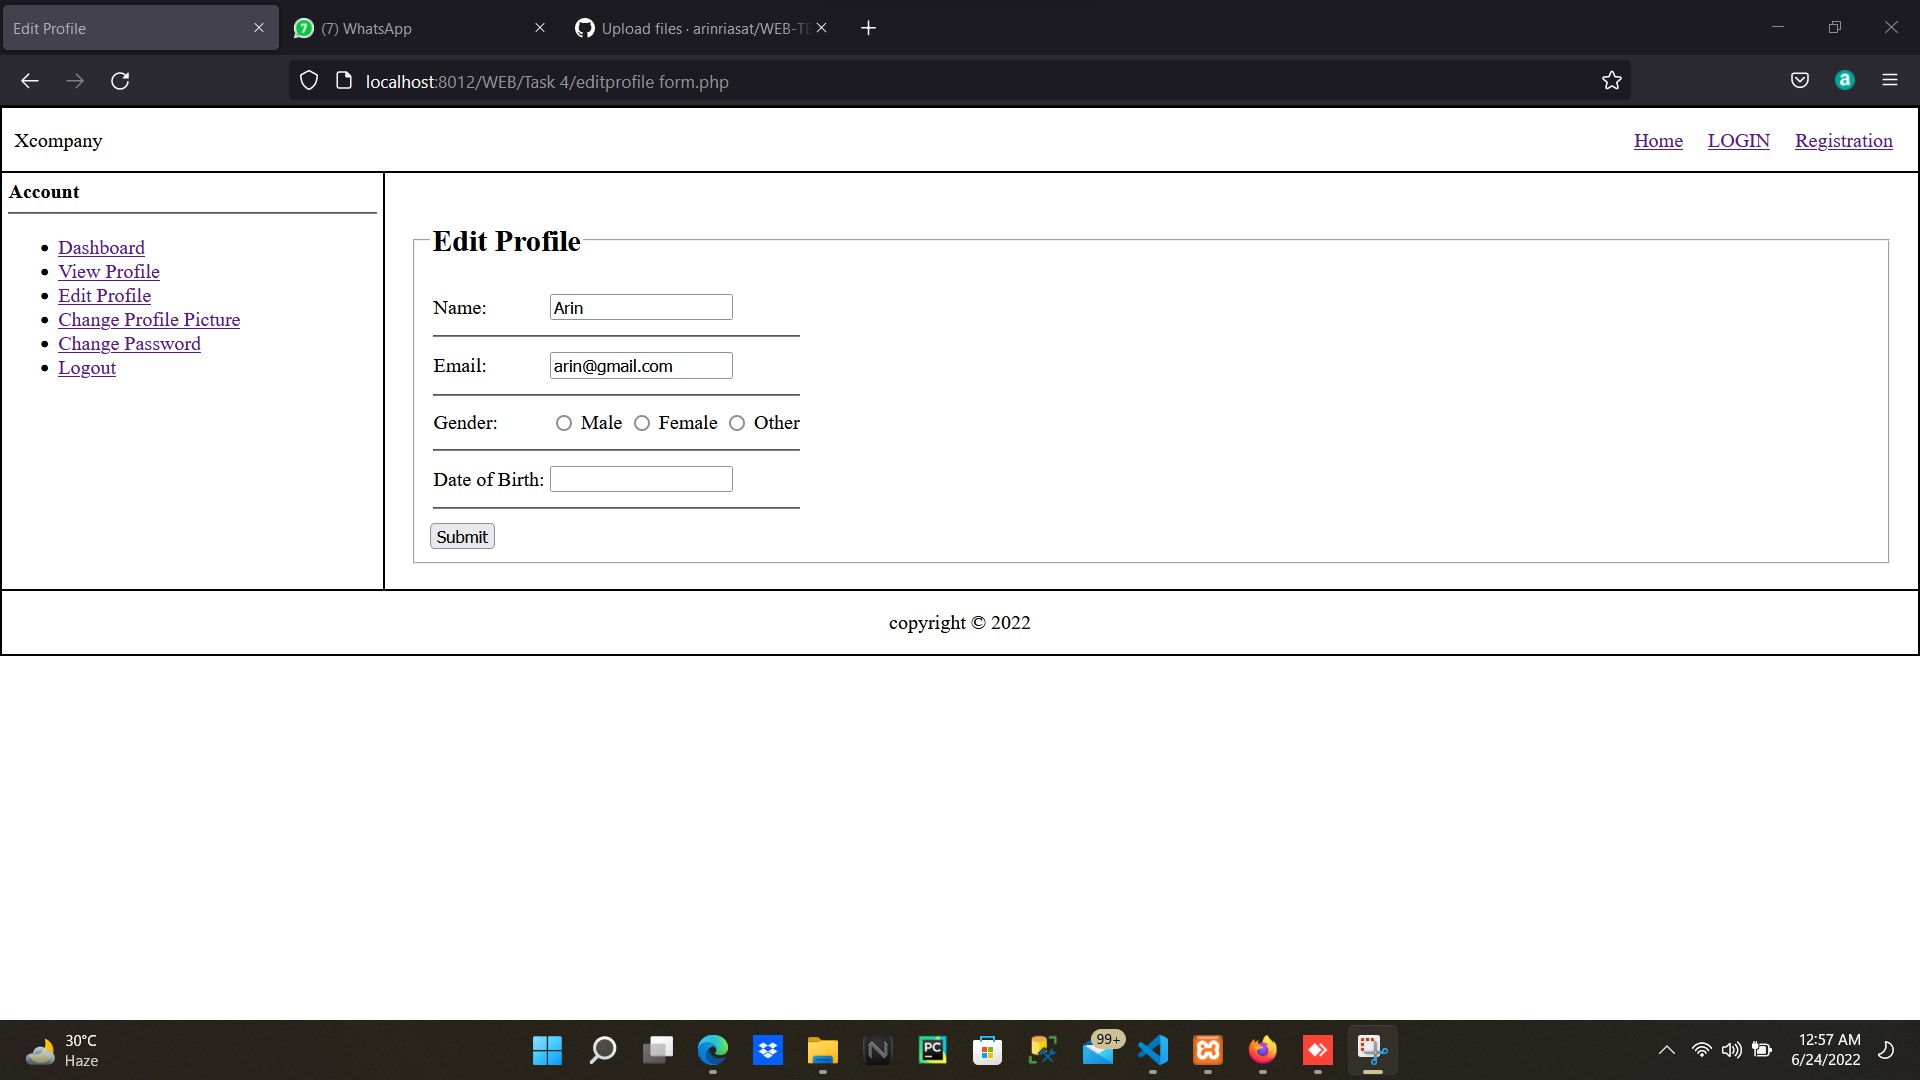 Edit Profile
(7) WhatsApp
Upload files · arinriasat/WEB-TE
localhost:8012/WEB/Task 4/editprofile form.php
Xcompany
Home LOGIN Registration
Account
Dashboard
View Profile
Edit Profile
Change Profile Picture
Change Password
Logout
Edit Profile
Name: Arin
Email: arin@gmail.com
Gender: Male Female Other
Date of Birth:
Submit
copyright © 2022
30°C
Haze
99+
12:57 AM
6/24/2022